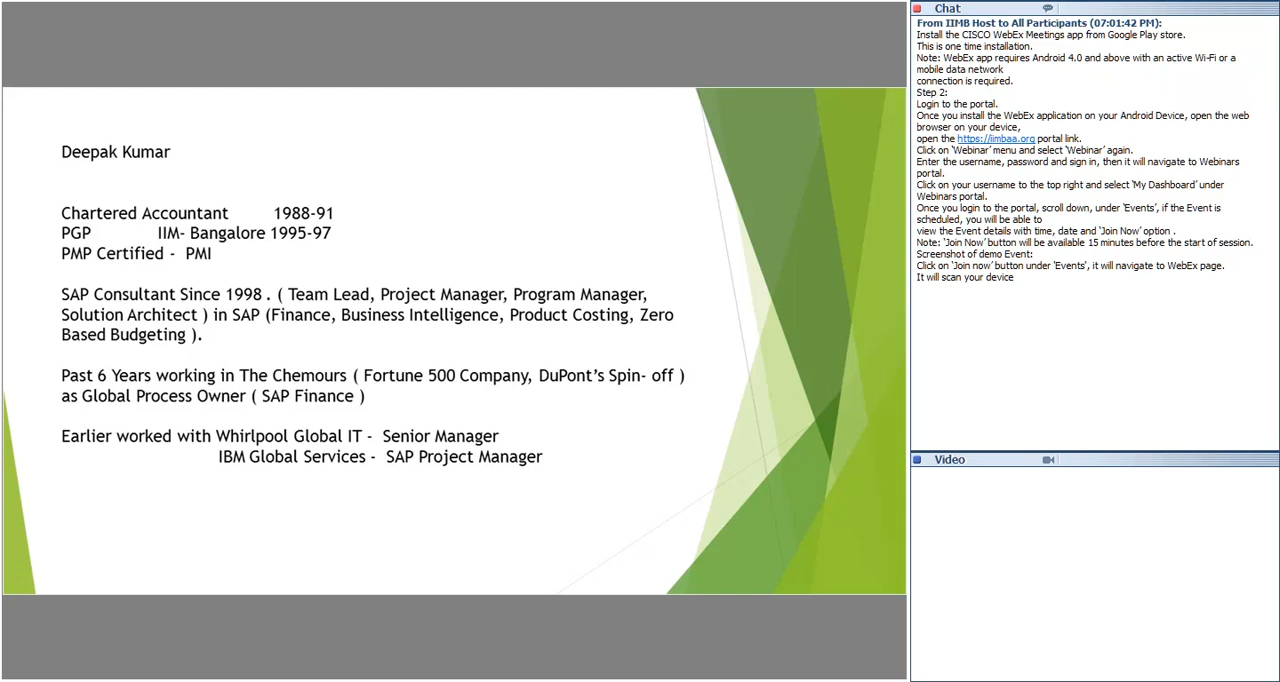 Deepak Kumar
Chartered Accountant 1988-91
PGP IIM- Bangalore 1995-97
PMP Certified - PMI
SAP Consultant Since 1998 . ( Team Lead, Project Manager, Program Manager,
Solution Architect ) in SAP (Finance, Business Intelligence, Product Costing, Zero
Based Budgeting ).
Past 6 Years working in The Chemours ( Fortune 500 Company, DuPont’s Spin- off )
as Global Process Owner ( SAP Finance )
Earlier worked with Whirlpool Global IT - Senior Manager
IBM Global Services - SAP Project Manager
Chat
From IIMB Host to All Participants (07:01:42 PM):
Install the CISCO WebEx Meetings app from Google Play store.
This is one time installation.
Note: WebEx app requires Android 4.0 and above with an active Wi-Fi or a
mobile data network
connection is required.
Step 2:
Login to the portal.
Once you install the WebEx application on your Android Device, open the web
browser on your device,
open the https://iimbaa.org portal link.
Click on ‘Webinar’ menu and select ‘Webinar’ again.
Enter the username, password and sign in, then it will navigate to Webinars
portal.
Click on your username to the top right and select ‘My Dashboard’ under
Webinars portal.
Once you login to the portal, scroll down, under ‘Events’, if the Event is
scheduled, you will be able to
view the Event details with time, date and ‘Join Now’ option .
Note: ‘Join Now’ button will be available 15 minutes before the start of session.
Screenshot of demo Event:
Click on ‘Join now’ button under ‘Events’, it will navigate to WebEx page.
It will scan your device
Video